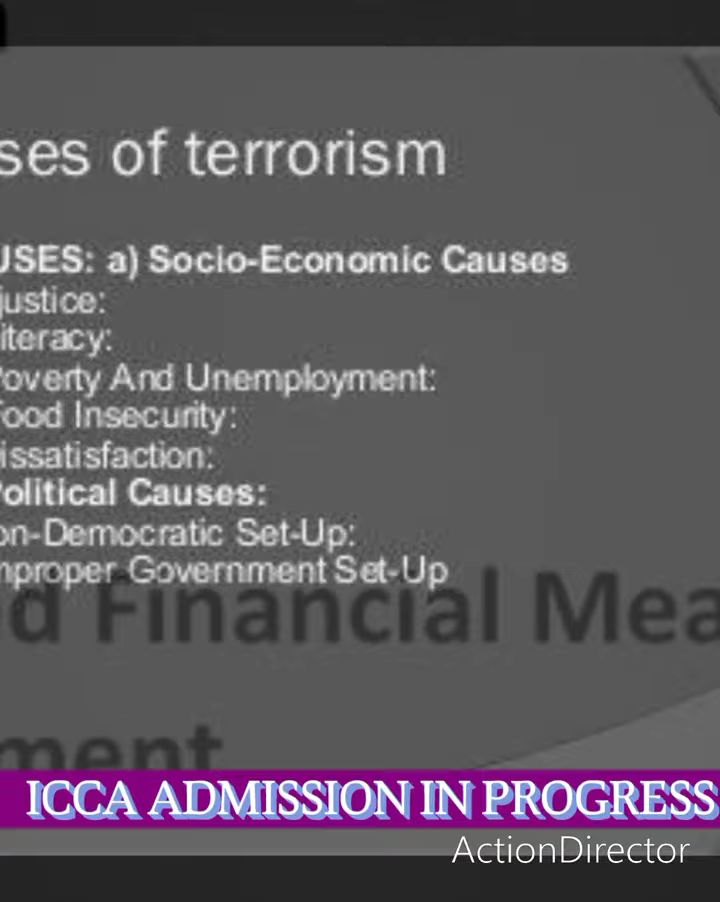 ses of terrorism
USES: a) Socio-Economic Causes
justice:
iteracy:
Poverty And Unemployment:
Food Insecurity:
issatisfaction:
Political Causes:
on-Democratic Set-Up:
mproper Government Set-Up
d Financial Mea
ment
ICCA ADMISSION IN PROGRESS
ActionDirector